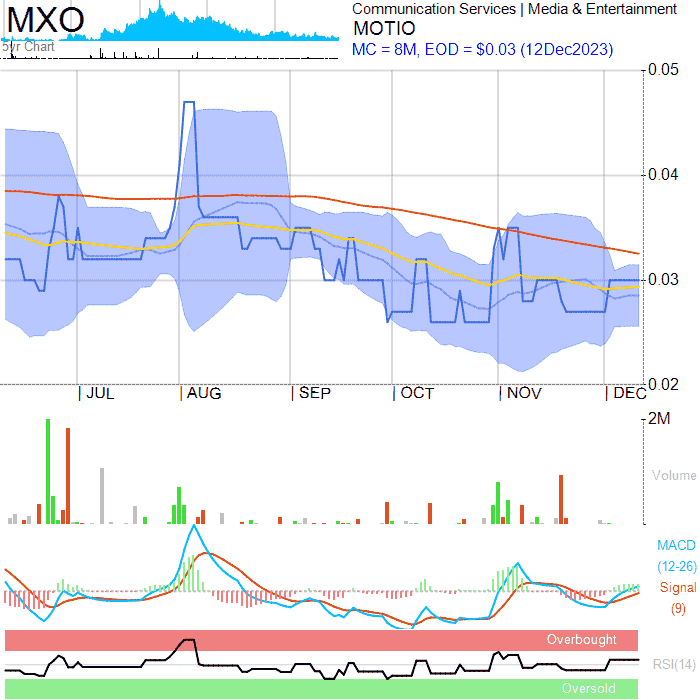 MXO
5yr Chart
Communication Services | Media & Entertainment
MOTIO
MC = 8M, EOD = $0.03 (12Dec2023)
0.05
0.04
0.03
0.02
JUL
AUG
SEP
OCT
NOV
DEC
2M
Volume
MACD
(12-26)
Signal
(9)
Overbought
RSI(14)
Oversold